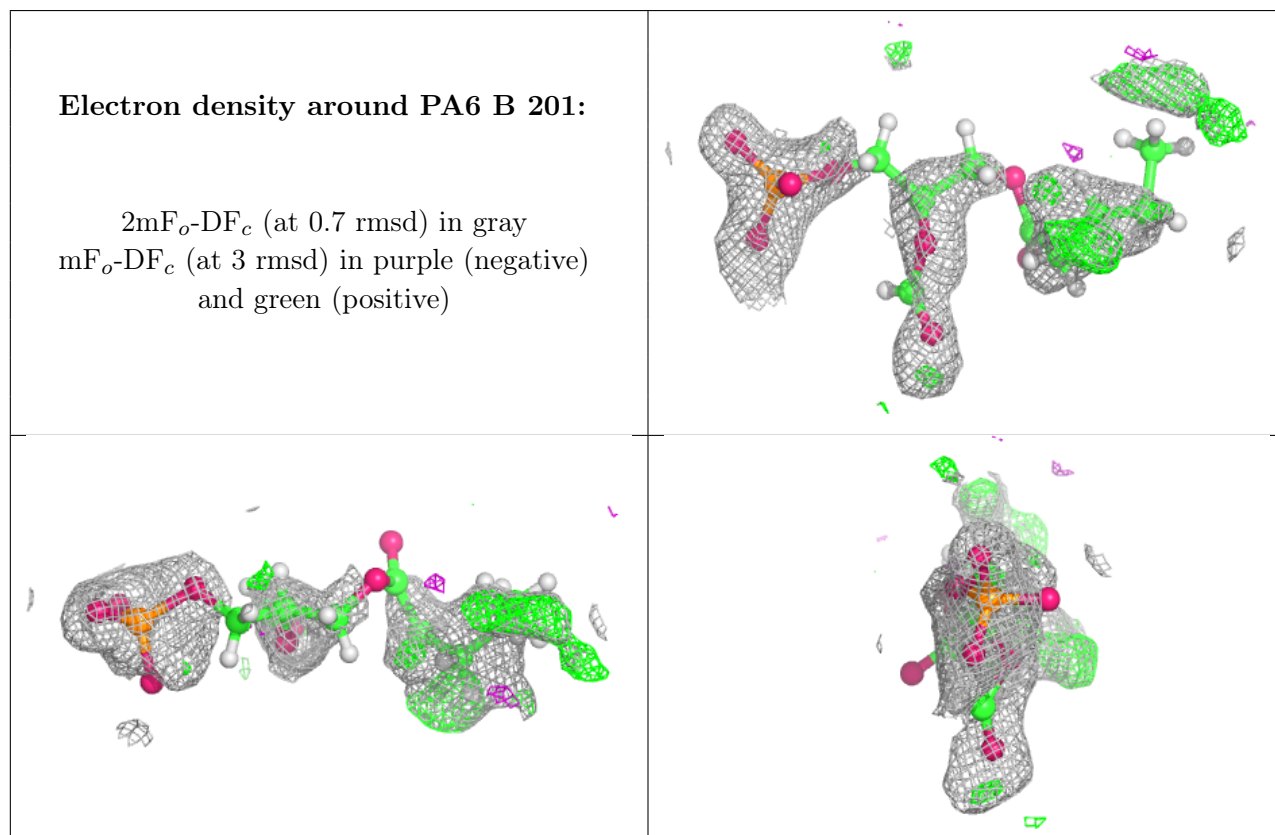 Electron density around PA6 B 201:
2mFo-DFc (at 0.7 rmsd) in gray
mFo-DFc (at 3 rmsd) in purple (negative)
and green (positive)